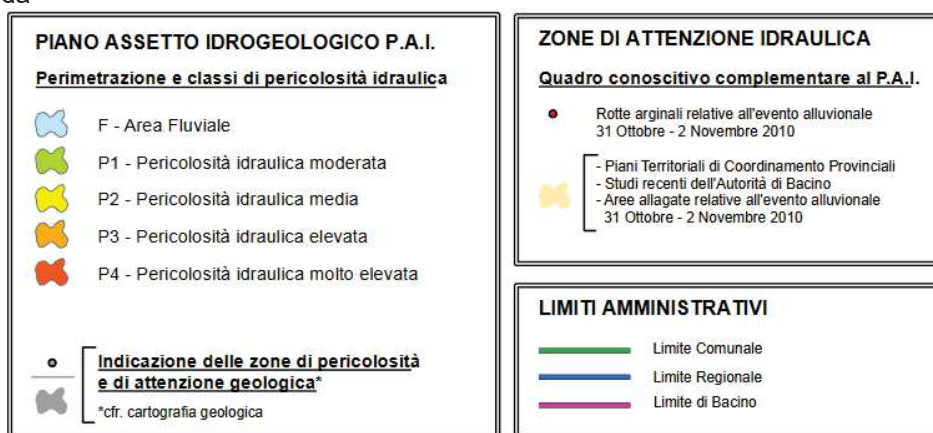 da
PIANO ASSETTO IDROGEOLOGICO P.A.I.
Perimetrazione e classi di pericolosità idraulica
F - Area Fluviale
P1 - Pericolosità idraulica moderata
P2 - Pericolosità idraulica media
P3 - Pericolosità idraulica elevata
P4 - Pericolosità idraulica molto elevata
Indicazione delle zone di pericolosità
e di attenzione geologica*
*cfr. cartografia geologica
ZONE DI ATTENZIONE IDRAULICA
Quadro conoscitivo complementare al P.A.I.
Rotte arginali relative all'evento alluvionale
31 Ottobre - 2 Novembre 2010
- Piani Territoriali di Coordinamento Provinciali
- Studi recenti dell'Autorità di Bacino
- Aree allagate relative all'evento alluvionale
31 Ottobre - 2 Novembre 2010
LIMITI AMMINISTRATIVI
Limite Comunale
Limite Regionale
Limite di Bacino